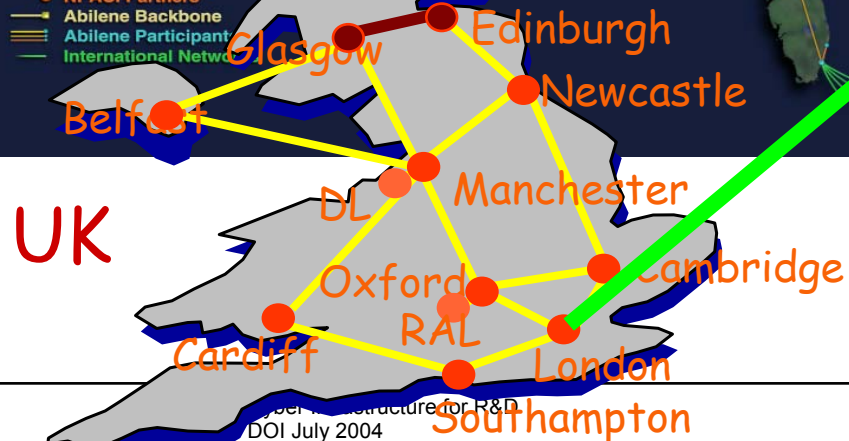 Abilene Backbone
Abilene Participant
International Netwo
Glasgow
Edinburgh
Newcastle
Belfast
Manchester
DL
UK
Cambridge
Oxford
RAL
Cardiff
London
Southampton
for R&D
DOI July 2004